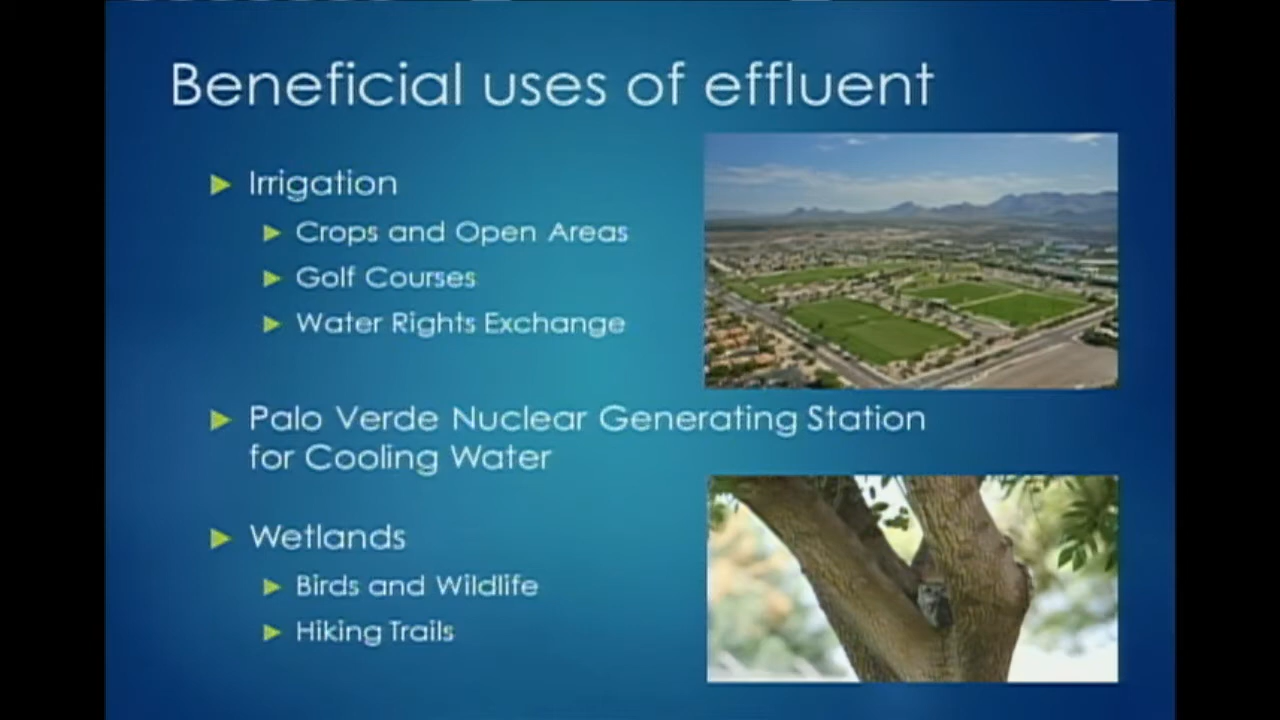 Beneficial uses of effluent
Irrigation
Crops and Open Areas
Golf Courses
Water Rights Exchange
Palo Verde Nuclear Generating Station
for Cooling Water
Wetlands
Birds and Wildlife
Hiking Trails